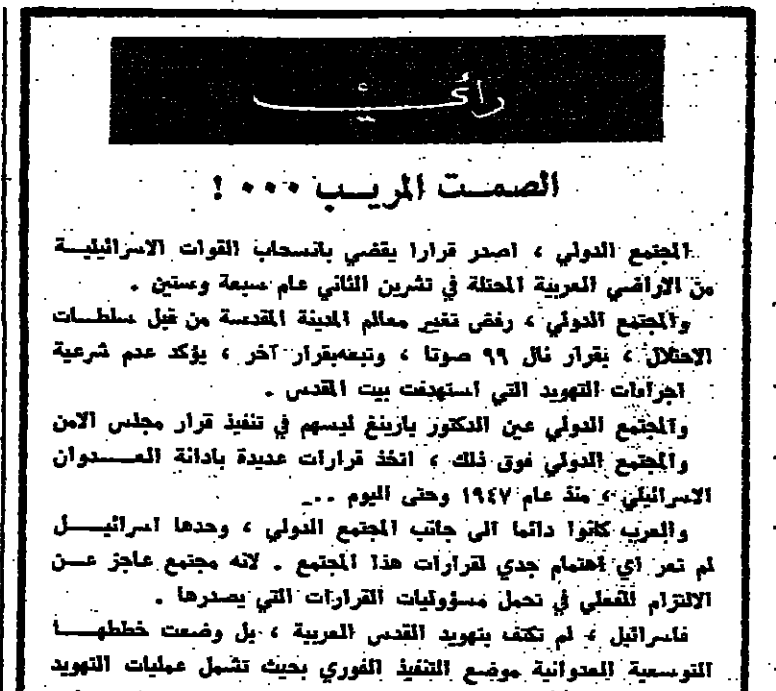 رأي
الصمت المريب ٠٠٠ !
المجتمع الدولي ، اصدر قرارا يقضي بانسحاب القوات الاسرائيلية
من الاراضي العربية المحتلة في تشرين الثاني عام سبعة وستين .
والمجتمع الدولي ، رفض تغيير معالم المدينة المقدسة من قبل سلطات
الاحتلال ، بقرار نال ٩٩ صوتا ، وتبعه بقرار آخر ، يؤكد عدم شرعية
اجراءات التهويد التي استهدفت بيت المقدس .
والمجتمع الدولي عين الدكتور يارينغ ليسهم في تنفيذ قرار مجلس الامن
والمجتمع الدولي فوق ذلك ، اتخذ قرارات عديدة بادانة العدوان
الاسرائيلي ، منذ عام ١٩٤٧ وحتى اليوم ..
والعرب كانوا دائما الى جانب المجتمع الدولي ، وحدها اسرائيل
لم تعر اي اهتمام جدي لقرارات هذا المجتمع . لانه مجتمع عاجز عن
الالتزام الفعلي في تحمل مسؤوليات القرارات التي يصدرها .
فاسرائيل ، لم تكتف بتهويد القدس العربية ، بل وضعت خططها
التوسعية العدوانية موضع التنفيذ الفوري بحيث تشمل عمليات التهويد